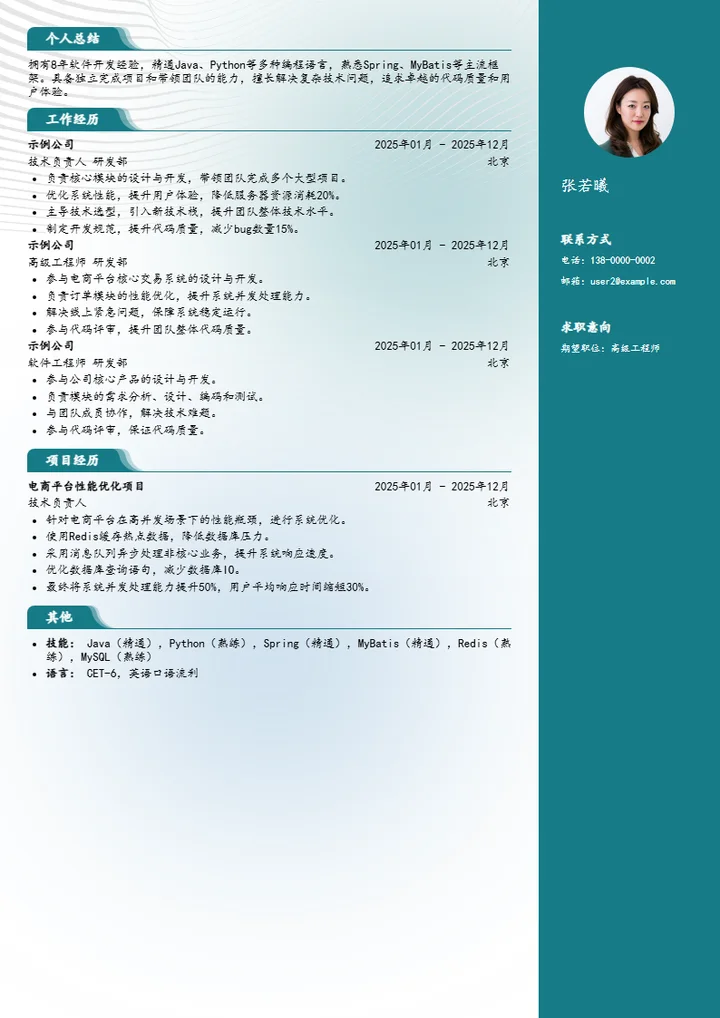 个人总结
拥有8年软件开发经验，精通Java、Python等多种编程语言，熟悉Spring、MyBatis等主流框
架。具备独立完成项目和带领团队的能力，擅长解决复杂技术问题，追求卓越的代码质量和用
户体验。
工作经历
示例公司 2025年01月 - 2025年12月
技术负责人 研发部 北京
• 负责核心模块的设计与开发，带领团队完成多个大型项目。
• 优化系统性能，提升用户体验，降低服务器资源消耗20%。
• 主导技术选型，引入新技术栈，提升团队整体技术水平。
• 制定开发规范，提升代码质量，减少bug数量15%。
示例公司 2025年01月 - 2025年12月
高级工程师 研发部 北京
• 参与电商平台核心交易系统的设计与开发。
• 负责订单模块的性能优化，提升系统并发处理能力。
• 解决线上紧急问题，保障系统稳定运行。
• 参与代码评审，提升团队整体代码质量。
示例公司 2025年01月 - 2025年12月
软件工程师 研发部 北京
• 参与公司核心产品的设计与开发。
• 负责模块的需求分析、设计、编码和测试。
• 与团队成员协作，解决技术难题。
• 参与代码评审，保证代码质量。
项目经历
电商平台性能优化项目 2025年01月 - 2025年12月
技术负责人 北京
• 针对电商平台在高并发场景下的性能瓶颈，进行系统优化。
• 使用Redis缓存热点数据，降低数据库压力。
• 采用消息队列异步处理非核心业务，提升系统响应速度。
• 优化数据库查询语句，减少数据库IO。
• 最终将系统并发处理能力提升50%，用户平均响应时间缩短30%。
其他
• 技能： Java（精通）, Python（熟练）, Spring（精通）, MyBatis（精通）, Redis（熟
练）, MySQL（熟练）
• 语言： CET-6, 英语口语流利
张若曦
联系方式
电话: 138-0000-0002
邮箱: user2@example.com
求职意向
期望职位: 高级工程师